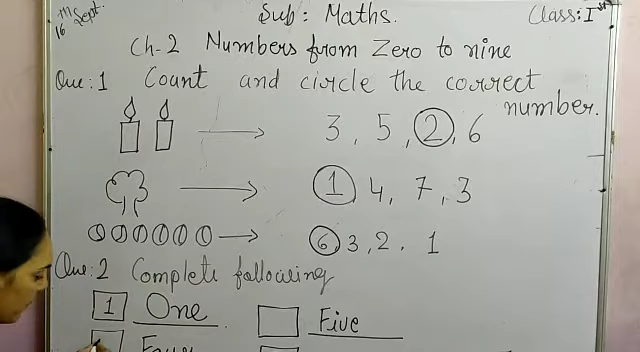 16 Sept. Sub: Maths. Class: I st
Ch-2 Numbers from Zero to nine
Que:1 Count and circle the correct number.
3, 5, 2, 6
1, 4, 7, 3
6, 3, 2, 1
Que:2 Complete following
1 One Five
Four